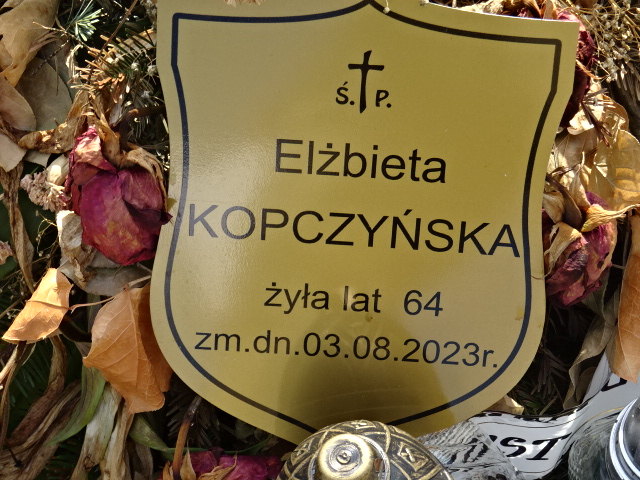 Ś. P.
Elżbieta
KOPCZYŃSKA
żyła lat 64
zm.dn.03.08.2023r.